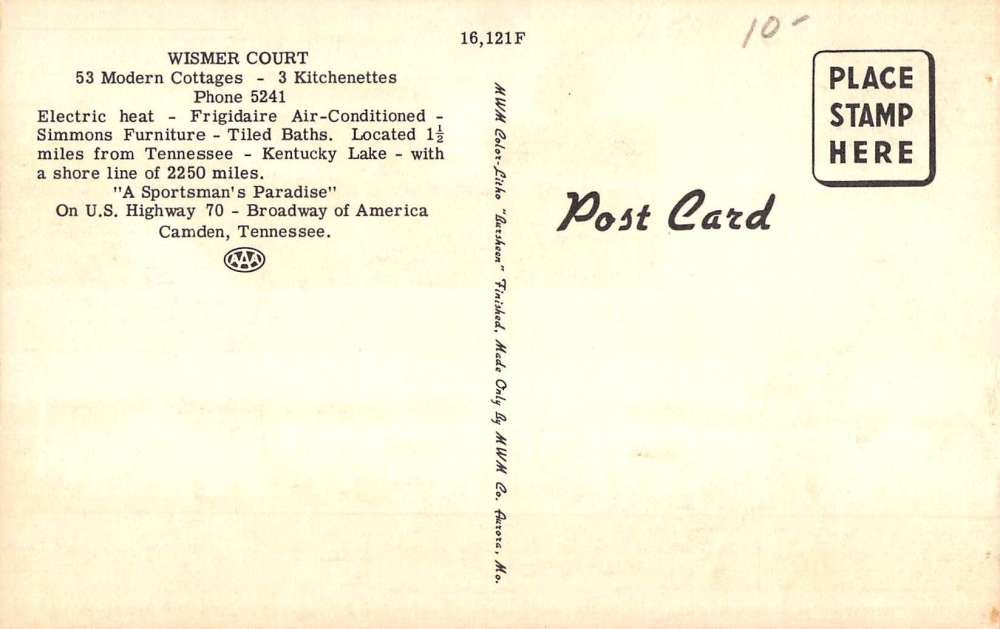 16,121F
10-
WISMER COURT
53 Modern Cottages - 3 Kitchenettes
Phone 5241
Electric heat - Frigidaire Air-Conditioned -
Simmons Furniture - Tiled Baths. Located 1½
miles from Tennessee - Kentucky Lake - with
a shore line of 2250 miles.
"A Sportsman's Paradise"
On U.S. Highway 70 - Broadway of America
Camden, Tennessee.
AAA
MWM Color-Litho "Bursheen" Finished, Made Only By MWM Co. Aurora, Mo.
Post Card
PLACE
STAMP
HERE